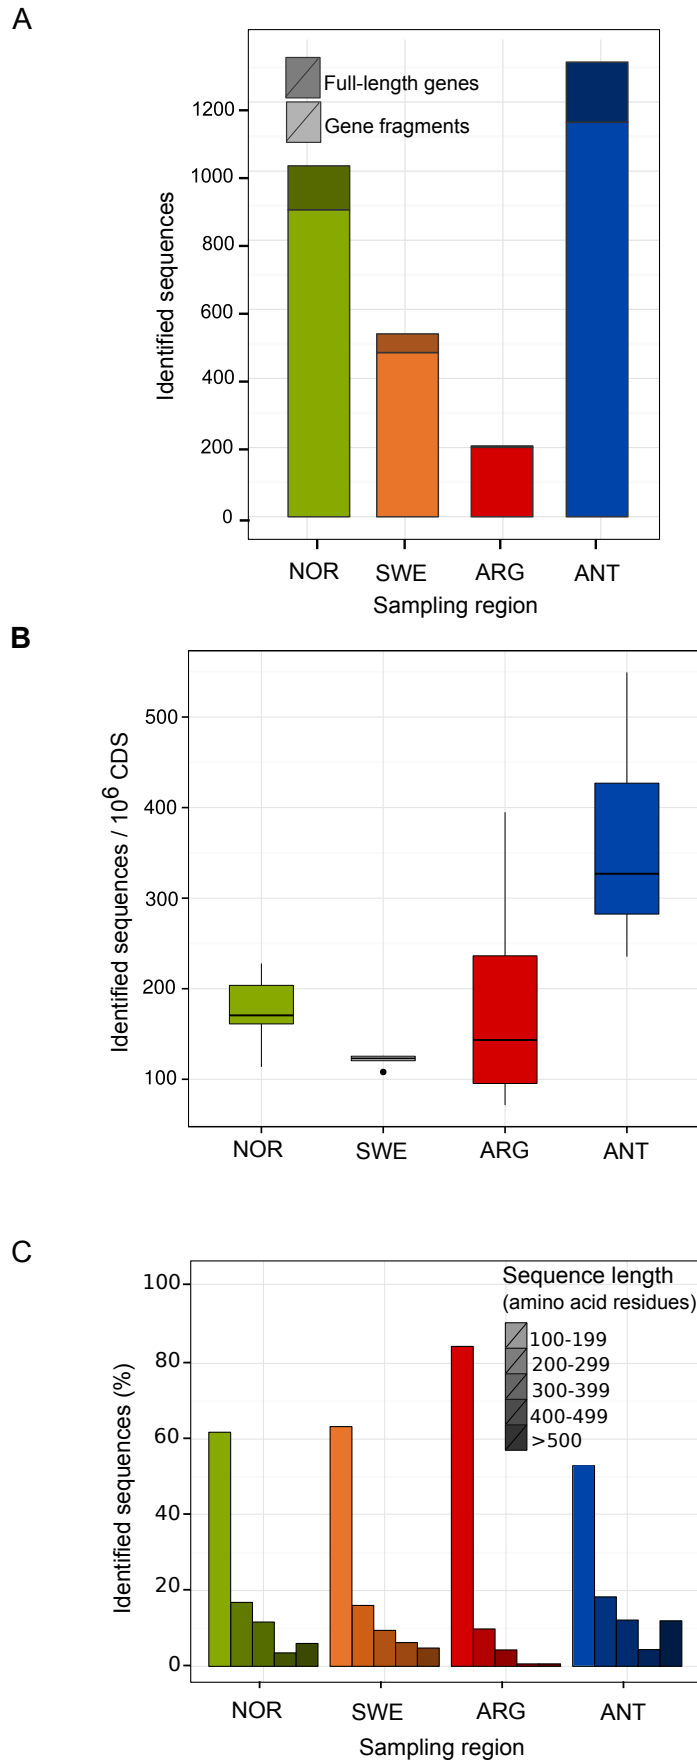 A
Full-length genes
Gene fragments
Identified sequences
1200
1000
800
600
400
200
0
NOR SWE ARG ANT
Sampling region
B
Identified sequences / 10⁶ CDS
500
400
300
200
100
NOR SWE ARG ANT
C
Sequence length
(amino acid residues)
100-199
200-299
300-399
400-499
>500
Identified sequences (%)
100
80
60
40
20
0
NOR SWE ARG ANT
Sampling region